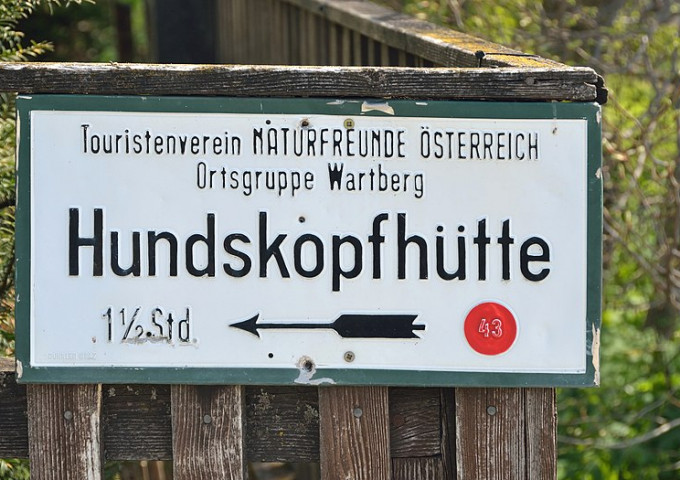 Touristenverein NATURFREUNDE ÖSTERREICH
Ortsgruppe Wartberg
Hundskopfhütte
1½ Std.
43